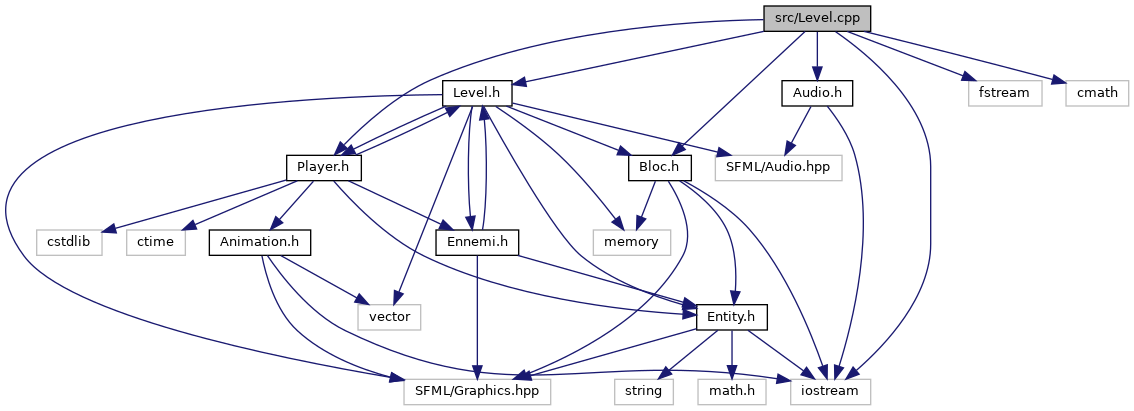 src/Level.cpp
Level.h
Audio.h
fstream
cmath
Player.h
Bloc.h
SFML/Audio.hpp
cstdlib
ctime
Animation.h
Ennemi.h
memory
vector
Entity.h
SFML/Graphics.hpp
string
math.h
iostream